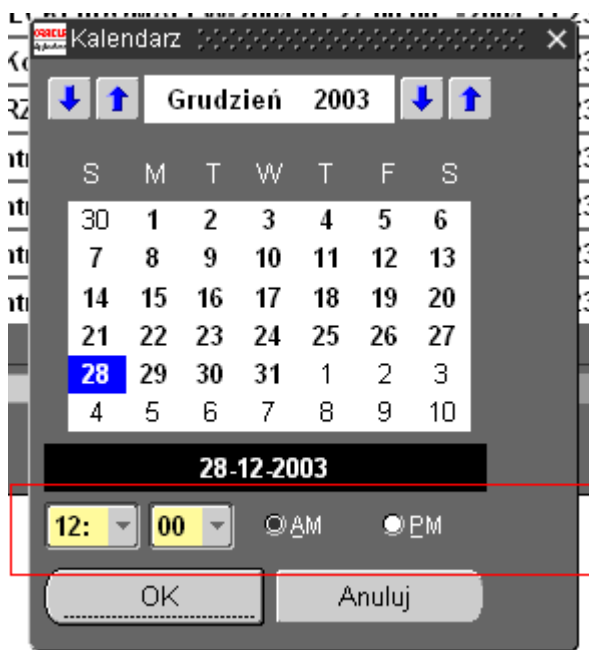 Kalendarz
Grudzień 2003
S M T W T F S
30 1 2 3 4 5 6
7 8 9 10 11 12 13
14 15 16 17 18 19 20
21 22 23 24 25 26 27
28 29 30 31 1 2 3
4 5 6 7 8 9 10
28-12-2003
12: 00 AM PM
OK Anuluj